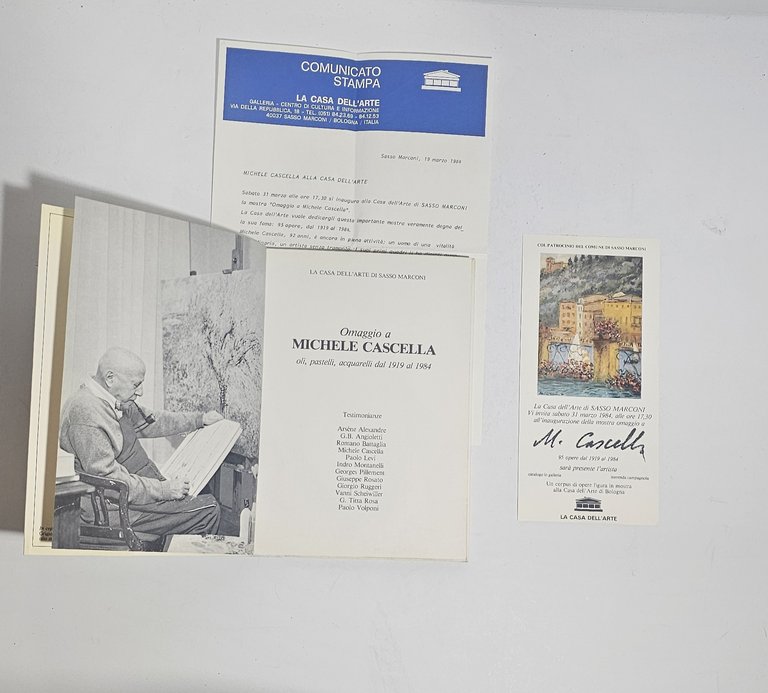 COMUNICATO
STAMPA
LA CASA DELL'ARTE
GALLERIA - CENTRO DI CULTURA E INFORMAZIONE
VIA DELLA REPUBBLICA, 18 - TEL. (051) 84.23.69 - 84.12.53
40037 SASSO MARCONI / BOLOGNA / ITALIA
Sasso Marconi, 19 marzo 1984
MICHELE CASCELLA ALLA CASA DELL'ARTE
Sabato 31 marzo alle ore 17,30 si inaugura alla Casa dell'Arte di SASSO MARCONI
la mostra "Omaggio a Michele Cascella".
La Casa dell'Arte vuole dedicargli questa importante mostra veramente degna del
la sua fama: 95 opere, dal 1919 al 1984.
Michele Cascella, 92 anni, è ancora in piena attività: un uomo di una vitalità
un artista senza
LA CASA DELL'ARTE DI SASSO MARCONI
Omaggio a
MICHELE CASCELLA
oli, pastelli, acquarelli dal 1919 al 1984
Testimonianze
Arsène Alexandre
G.B. Angioletti
Romano Battaglia
Michele Cascella
Paolo Levi
Indro Montanelli
Georges Pillement
Giuseppe Rosato
Giorgio Ruggeri
Vanni Scheiwiller
G. Titta Rosa
Paolo Volponi
COL PATROCINIO DEL COMUNE DI SASSO MARCONI
La Casa dell'Arte di SASSO MARCONI
Vi invita sabato 31 marzo 1984, alle ore 17,30
all'inaugurazione della mostra omaggio a
M. Cascella
95 opere dal 1919 al 1984
sarà presente l'artista
catalogo in galleria merenda campagnola
Un corpus di opere figura in mostra
alla Casa dell'Arte di Bologna
LA CASA DELL'ARTE